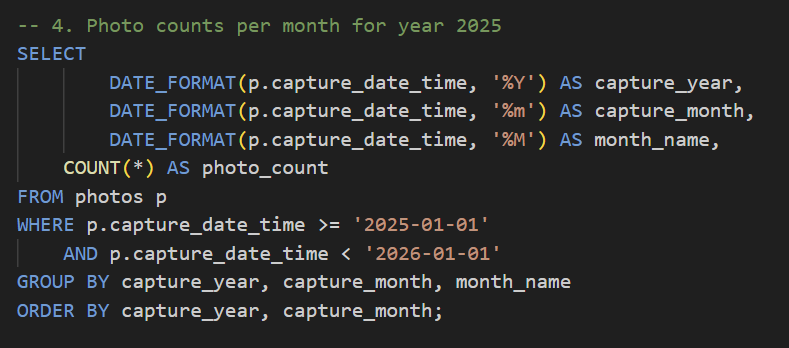 -- 4. Photo counts per month for year 2025
SELECT
        DATE_FORMAT(p.capture_date_time, '%Y') AS capture_year,
        DATE_FORMAT(p.capture_date_time, '%m') AS capture_month,
        DATE_FORMAT(p.capture_date_time, '%M') AS month_name,
    COUNT(*) AS photo_count
FROM photos p
WHERE p.capture_date_time >= '2025-01-01'
    AND p.capture_date_time < '2026-01-01'
GROUP BY capture_year, capture_month, month_name
ORDER BY capture_year, capture_month;